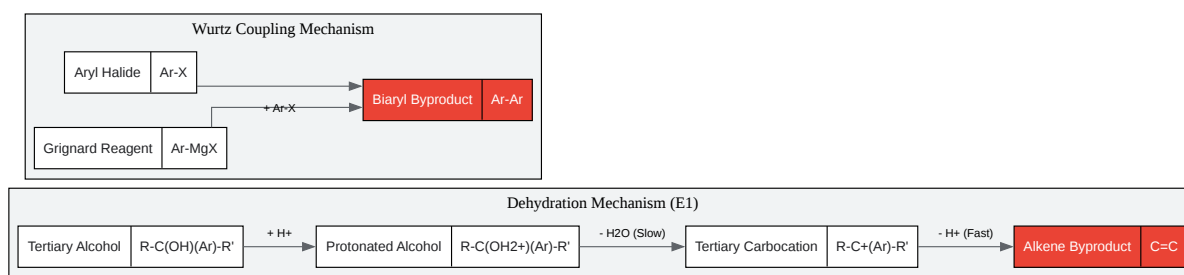 Wurtz Coupling Mechanism
Aryl Halide Ar-X
Biaryl Byproduct Ar-Ar
+ Ar-X
Grignard Reagent Ar-MgX
Dehydration Mechanism (E1)
Tertiary Alcohol R-C(OH)(Ar)-R' + H+ Protonated Alcohol R-C(OH2+)(Ar)-R' - H2O (Slow) Tertiary Carbocation R-C+(Ar)-R' - H+ (Fast) Alkene Byproduct C=C